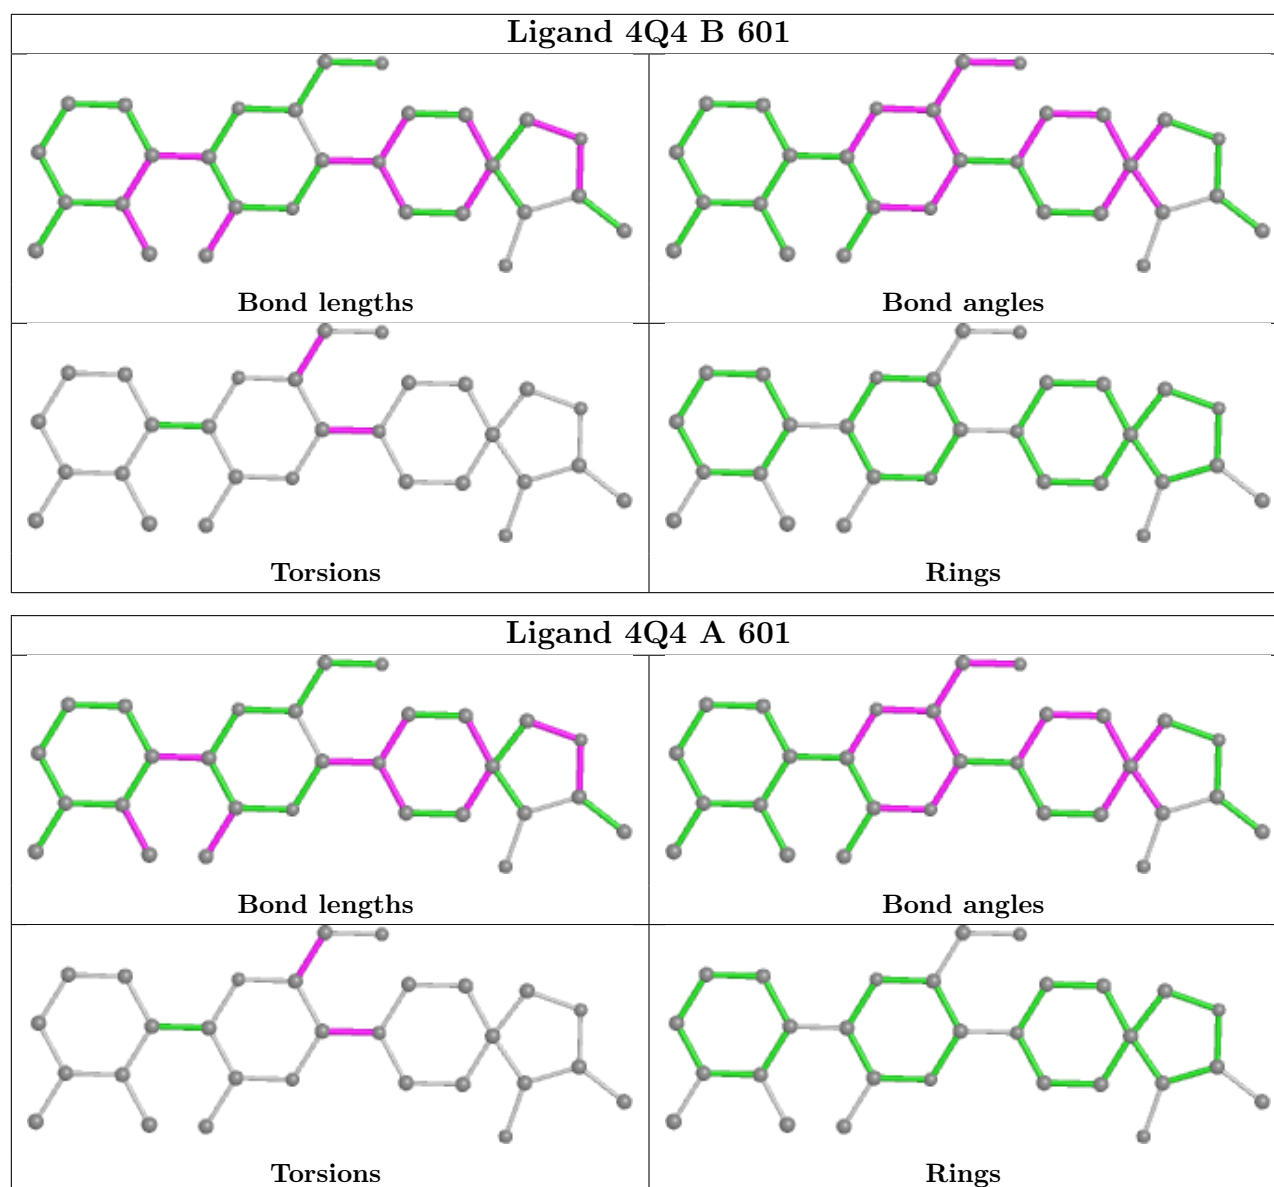 Ligand 4Q4 B 601
Bond lengths
Bond angles
Torsions
Rings
Ligand 4Q4 A 601
Bond lengths
Bond angles
Torsions
Rings